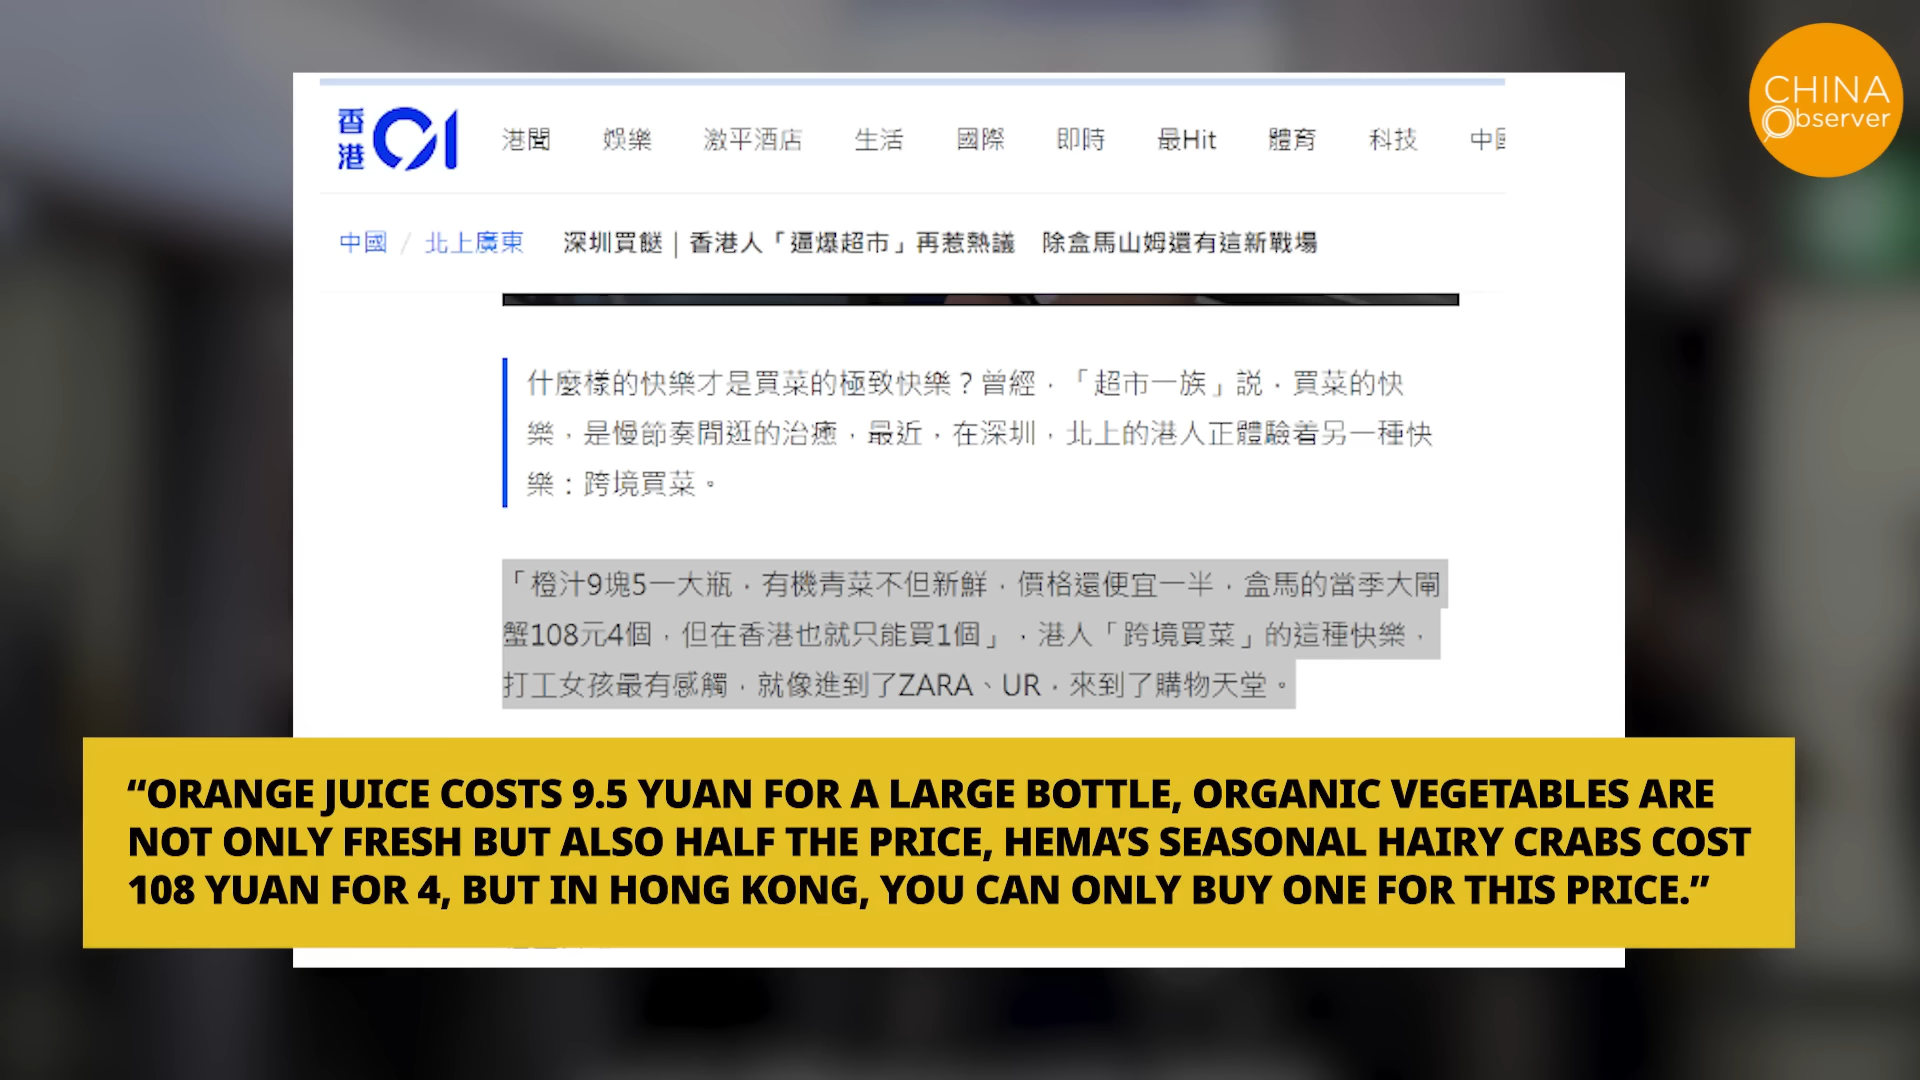 CHINA
Observer
香港01
港聞 娛樂 激平酒店 生活 國際 即時 最Hit 體育 科技 中
中國 / 北上廣東 深圳買餸｜香港人「逼爆超市」再惹熱議 除盒馬山姆還有這新戰場
什麼樣的快樂才是買菜的極致快樂？曾經，「超市一族」説，買菜的快
樂，是慢節奏閒逛的治癒，最近，在深圳，北上的港人正體驗着另一種快
樂：跨境買菜。
「橙汁9塊5一大瓶，有機青菜不但新鮮，價格還便宜一半，盒馬的當季大閘
蟹108元4個，但在香港也就只能買1個」，港人「跨境買菜」的這種快樂，
打工女孩最有感觸，就像進到了ZARA、UR，來到了購物天堂。
“ORANGE JUICE COSTS 9.5 YUAN FOR A LARGE BOTTLE, ORGANIC VEGETABLES ARE
NOT ONLY FRESH BUT ALSO HALF THE PRICE, HEMA’S SEASONAL HAIRY CRABS COST
108 YUAN FOR 4, BUT IN HONG KONG, YOU CAN ONLY BUY ONE FOR THIS PRICE.”